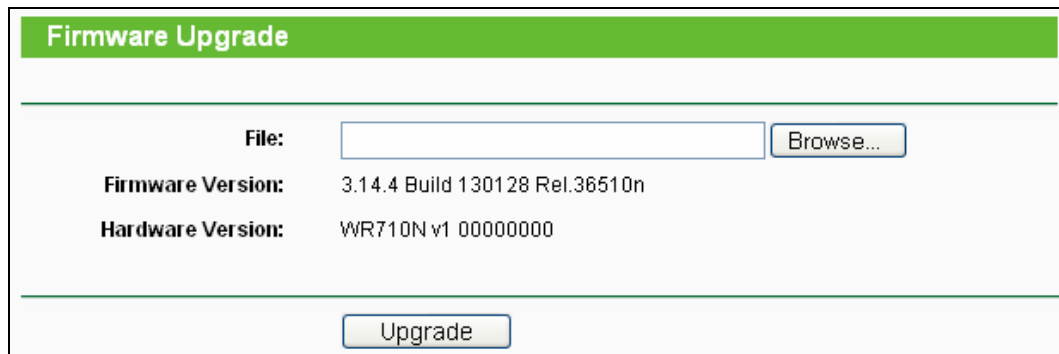 Firmware Upgrade
File:
Browse...
Firmware Version: 3.14.4 Build 130128 Rel.36510n
Hardware Version: WR710N v1 00000000
Upgrade